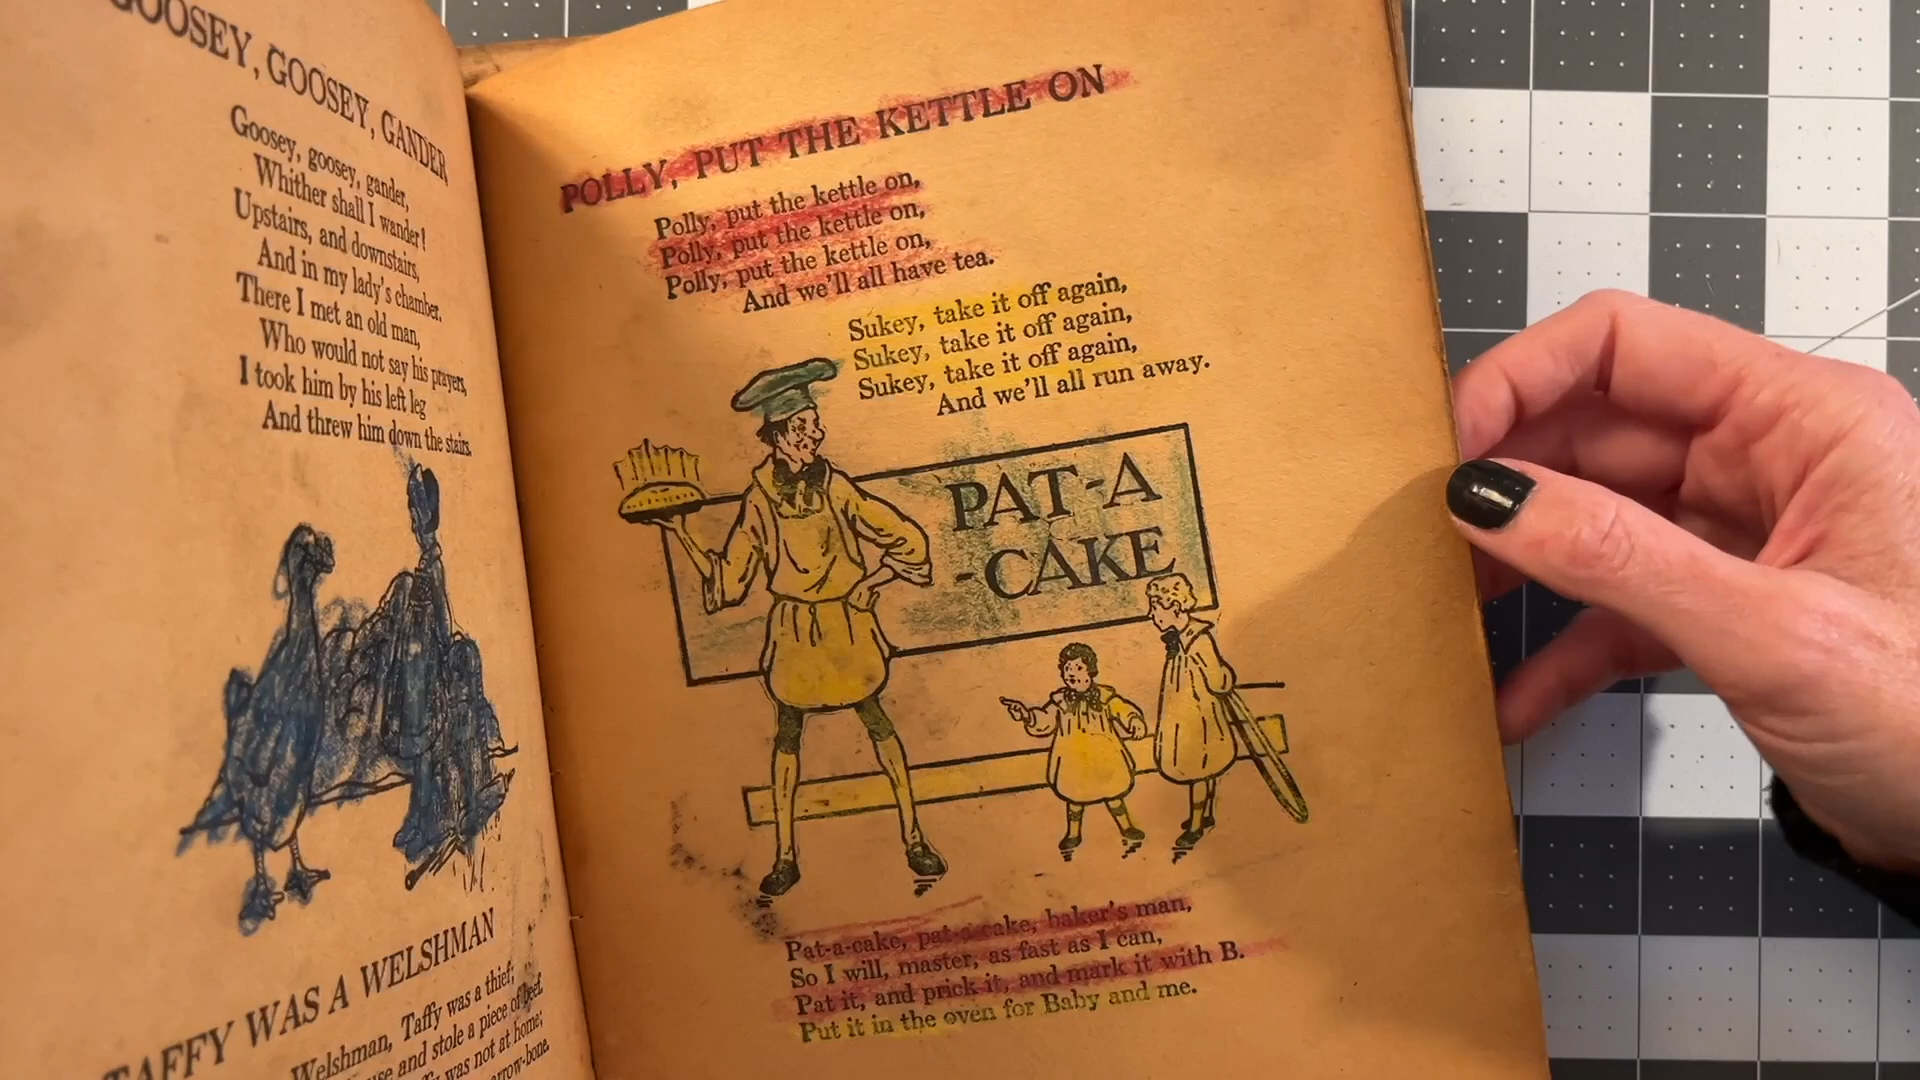 GOOSEY, GOOSEY, GANDER
Goosey, goosey, gander,
Whither shall I wander!
Upstairs, and downstairs,
And in my lady's chamber.
There I met an old man,
Who would not say his prayers,
I took him by his left leg
And threw him down the stairs.
TAFFY WAS A WELSHMAN
Welshman, Taffy was a thief;
and stole a piece of beef.
was not at home;
POLLY, PUT THE KETTLE ON
Polly, put the kettle on,
Polly, put the kettle on,
Polly, put the kettle on,
And we'll all have tea.
Sukey, take it off again,
Sukey, take it off again,
Sukey, take it off again,
And we'll all run away.
PAT-A
-CAKE
Pat-a-cake, pat-a-cake, baker's man,
So I will, master, as fast as I can,
Pat it, and prick it, and mark it with B.
Put it in the oven for Baby and me.